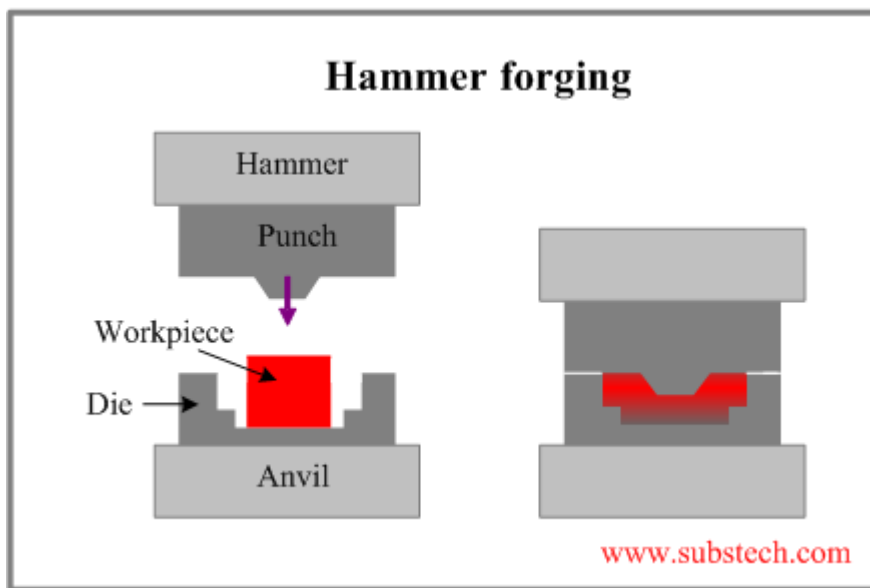 Hammer forging
Hammer
Punch
Workpiece
Die
Anvil
www.substech.com